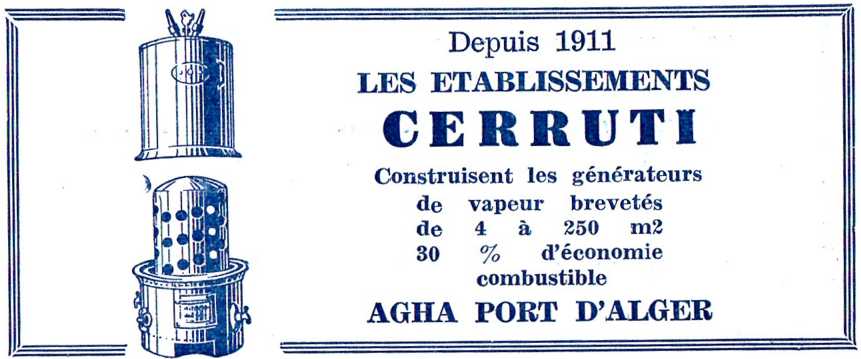 Depuis 1911
LES ETABLISSEMENTS
CERRUTI
Construisent les générateurs
de vapeur brevetés
de 4 à 250 m2
30 % d'économie
combustible
AGHA PORT D'ALGER